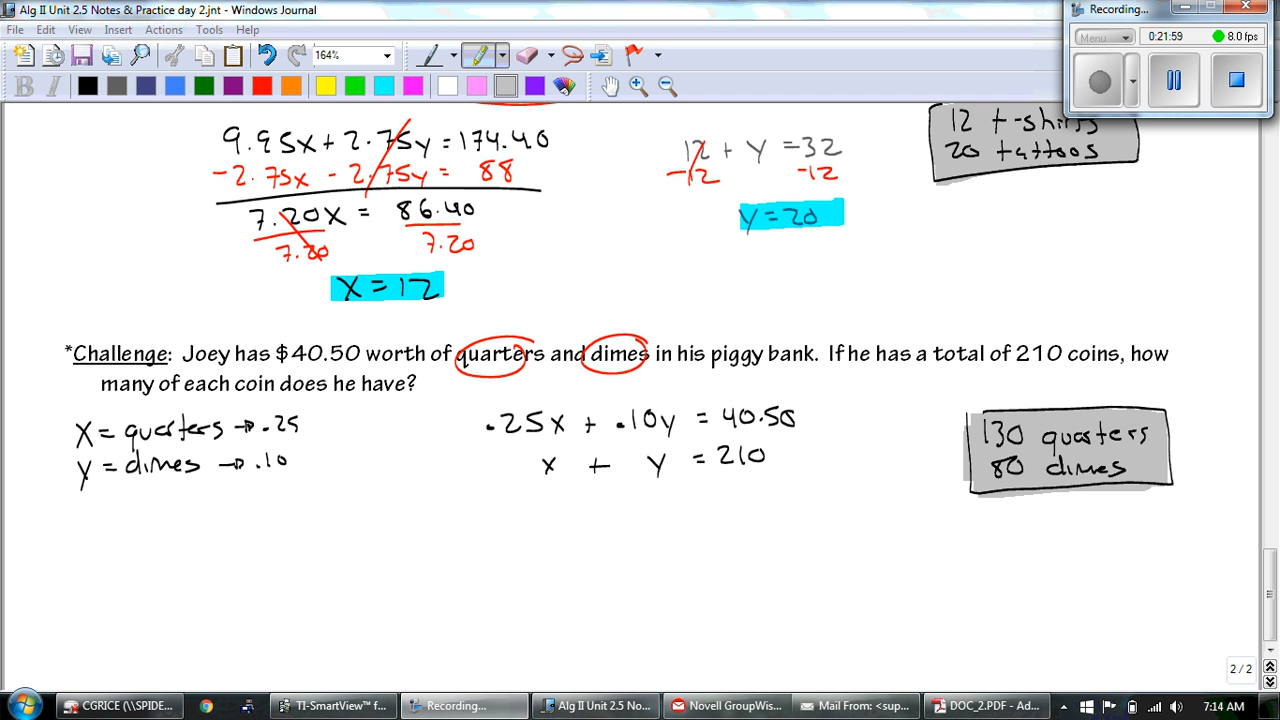 Alg II Unit 2.5 Notes & Practice day 2.jnt - Windows Journal
Recording...
File Edit View Insert Actions Tools Help
Menu
0:21:59
8.0 fps
164%
B I
9.95x + 2.75y = 174.40
-2.75x - 2.75y = 88
7.20x = 86.40
7.20 7.20
x = 12
12 + y = 32
-12 -12
y = 20
12 t-shirts
20 tattoos
*Challenge: Joey has $40.50 worth of quarters and dimes in his piggy bank. If he has a total of 210 coins, how
many of each coin does he have?
x = quarters → .25
y = dimes → .10
.25x + .10y = 40.50
x + y = 210
130 quarters
80 dimes
2 / 2
CGRICE (\\SPIDE...
TI-SmartView™ f...
Recording...
Alg II Unit 2.5 No...
Novell GroupWis...
Mail From: <sup...
DOC_2.PDF - Ad...
7:14 AM